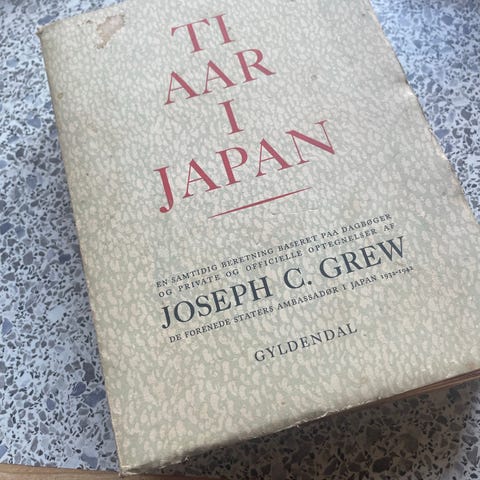 TI
AAR
I
JAPAN
EN SAMTIDIG BERETNING BASERET PAA DAGBØGER
OG PRIVATE OG OFFICIELLE OPTEGNELSER AF
JOSEPH C. GREW
DE FORENEDE STATERS AMBASSADØR I JAPAN 1932-1942
GYLDENDAL